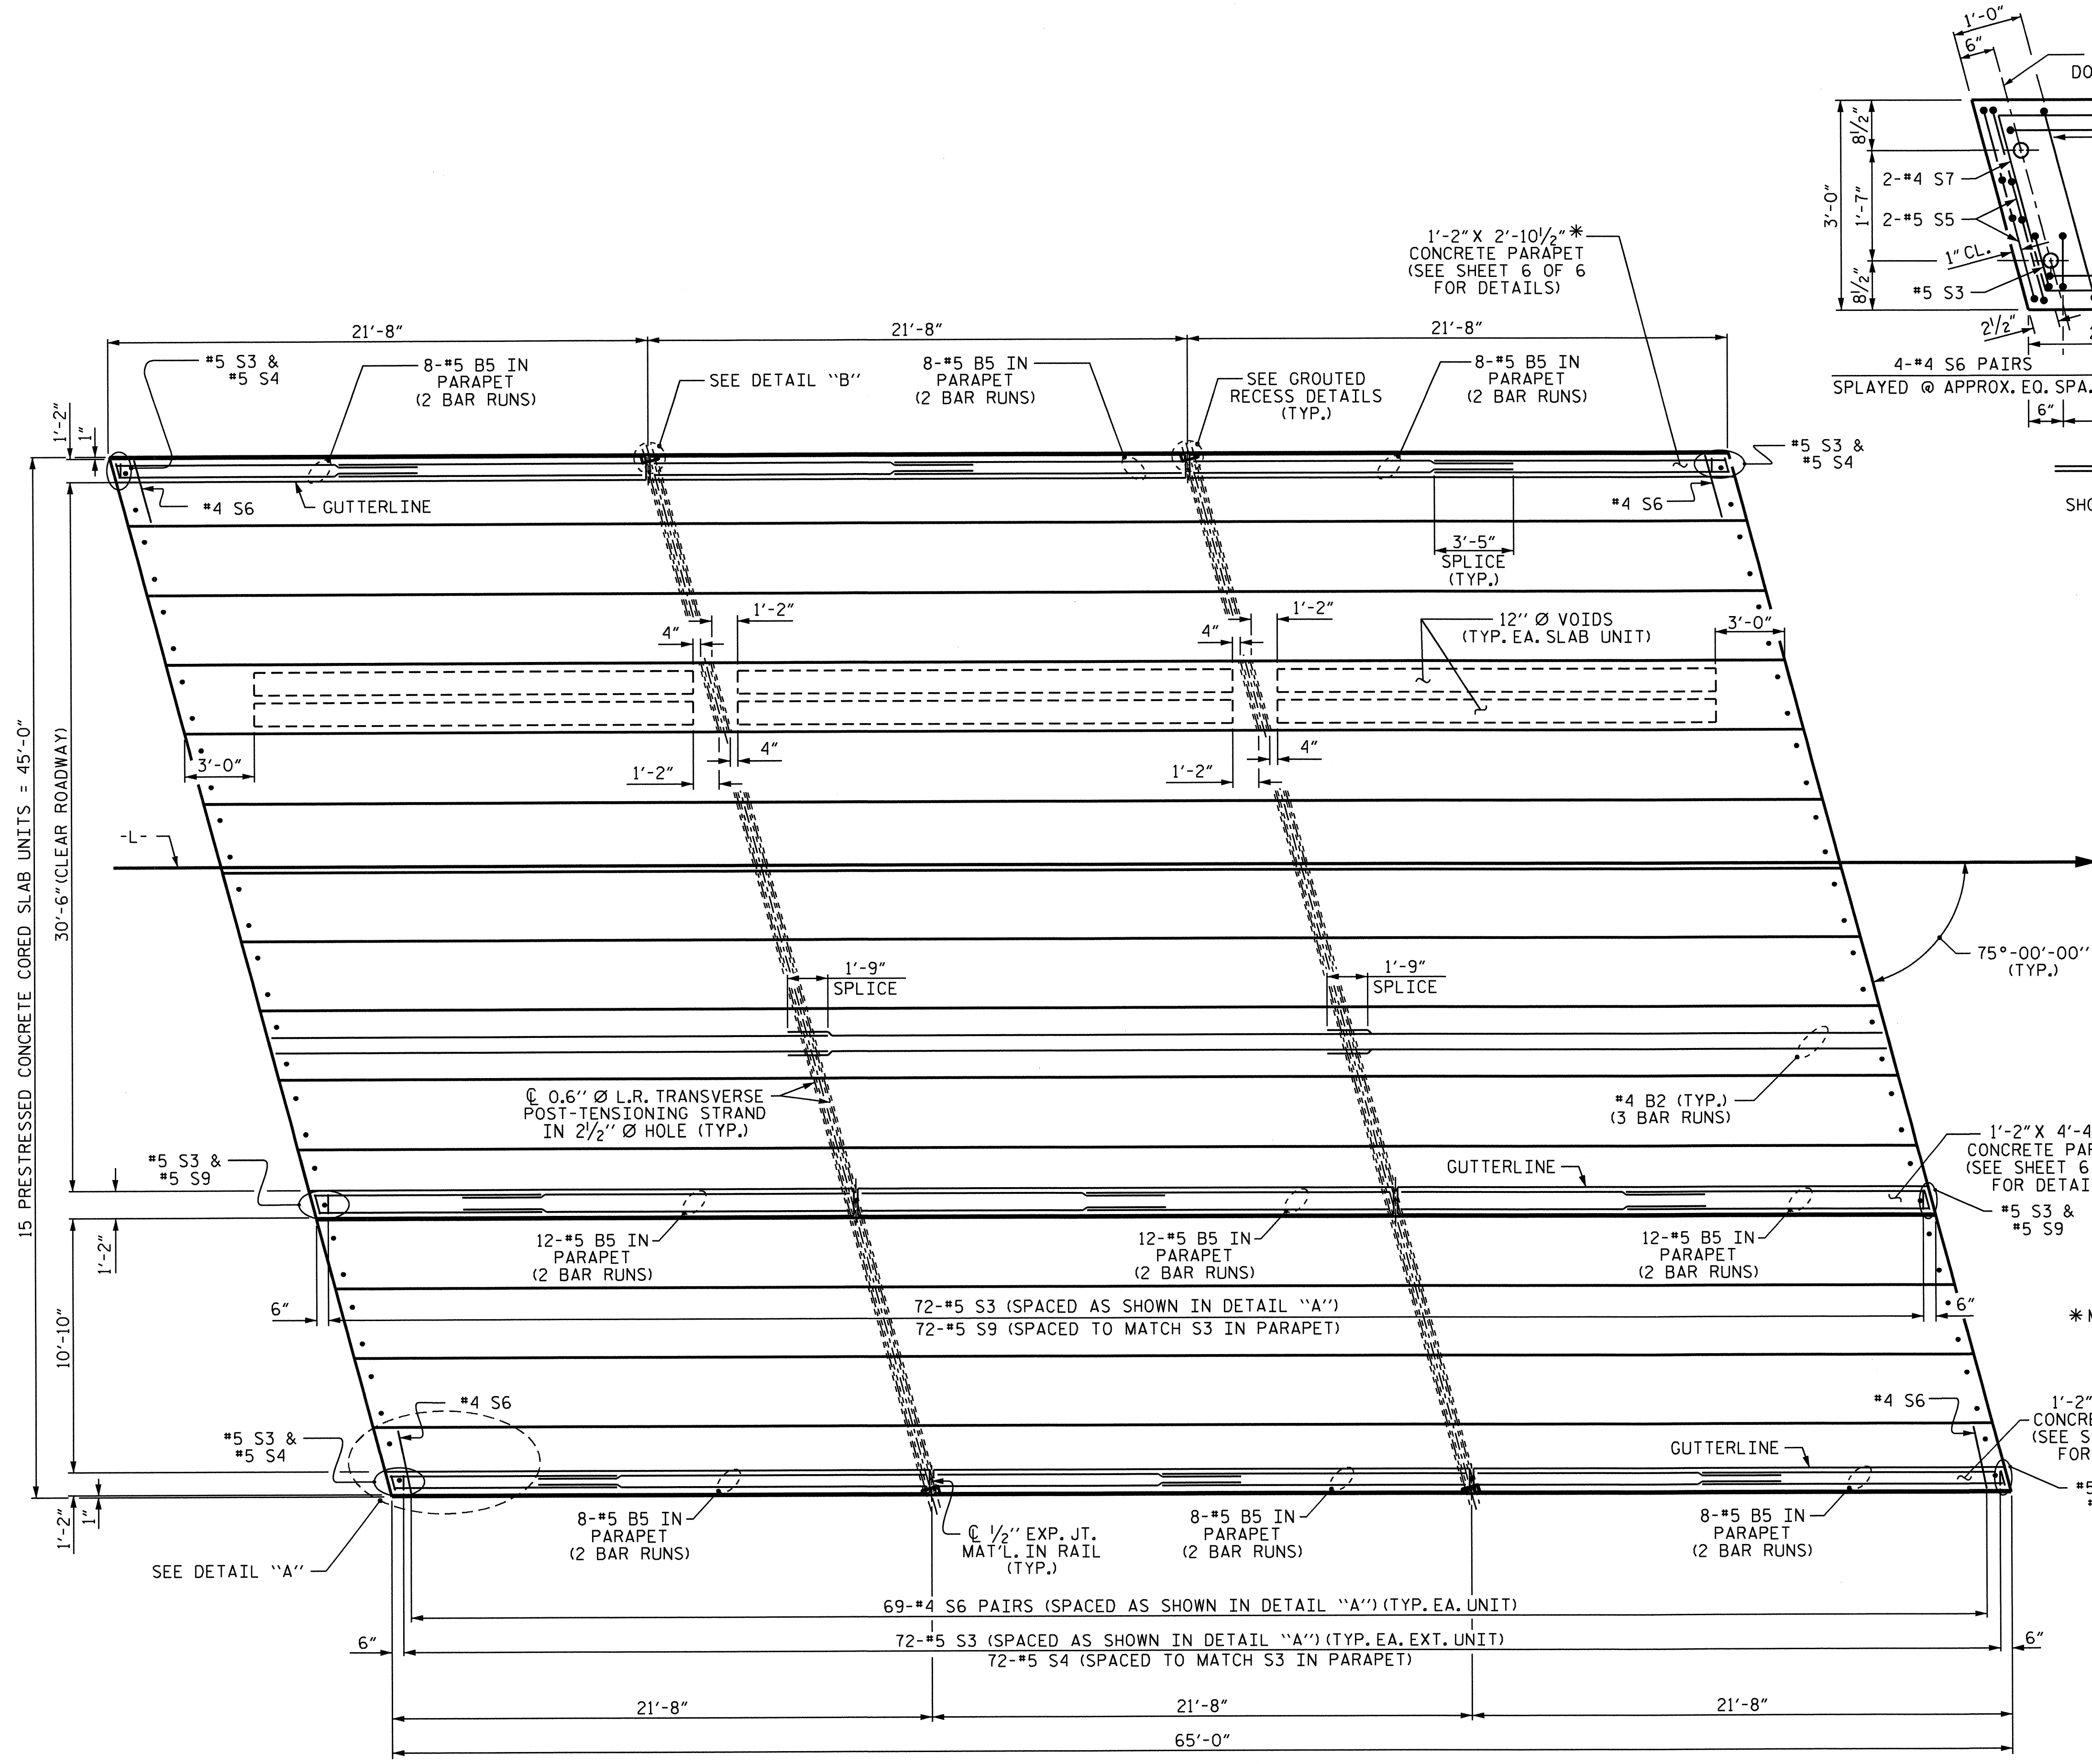 1'-0"
6"
DO
8 1/2"
3'-0"
1'-7"
2-#4 S7
2-#5 S5
1" CL.
8 1/2"
#5 S3
2 1/2"
4-#4 S6 PAIRS
SPLAYED @ APPROX. EQ. SPA.
6"
SHO
1'-2" X 2'-10 1/2" *
CONCRETE PARAPET
(SEE SHEET 6 OF 6
FOR DETAILS)
21'-8"
21'-8"
21'-8"
#5 S3 &
#5 S4
8-#5 B5 IN
PARAPET
(2 BAR RUNS)
SEE DETAIL "B"
8-#5 B5 IN
PARAPET
(2 BAR RUNS)
SEE GROUTED
RECESS DETAILS
(TYP.)
8-#5 B5 IN
PARAPET
(2 BAR RUNS)
1'-2"
1"
#5 S3 &
#5 S4
#4 S6
GUTTERLINE
#4 S6
3'-5"
SPLICE
(TYP.)
1'-2"
4"
1'-2"
4"
12" Ø VOIDS
(TYP. EA. SLAB UNIT)
3'-0"
3'-0"
4"
1'-2"
4"
1'-2"
15 PRESTRESSED CONCRETE CORED SLAB UNITS = 45'-0"
30'-6" (CLEAR ROADWAY)
-L-
75°-00'-00"
(TYP.)
1'-9"
SPLICE
1'-9"
SPLICE
℄ 0.6" Ø L.R. TRANSVERSE
POST-TENSIONING STRAND
IN 2 1/2" Ø HOLE (TYP.)
#4 B2 (TYP.)
(3 BAR RUNS)
1'-2" X 4'-4
CONCRETE PAR
(SEE SHEET 6
FOR DETAI
#5 S3 &
#5 S9
GUTTERLINE
#5 S3 &
#5 S9
1'-2"
12-#5 B5 IN
PARAPET
(2 BAR RUNS)
12-#5 B5 IN
PARAPET
(2 BAR RUNS)
12-#5 B5 IN
PARAPET
(2 BAR RUNS)
6"
72-#5 S3 (SPACED AS SHOWN IN DETAIL "A")
72-#5 S9 (SPACED TO MATCH S3 IN PARAPET)
6"
10'-10"
#4 S6
#5 S3 &
#5 S4
#4 S6
1'-2"
CONCRE
(SEE S
FOR
GUTTERLINE
1'-2"
1"
SEE DETAIL "A"
8-#5 B5 IN
PARAPET
(2 BAR RUNS)
℄ 1/2" EXP. JT.
MAT'L. IN RAIL
(TYP.)
8-#5 B5 IN
PARAPET
(2 BAR RUNS)
8-#5 B5 IN
PARAPET
(2 BAR RUNS)
#5
69-#4 S6 PAIRS (SPACED AS SHOWN IN DETAIL "A") (TYP. EA. UNIT)
6"
72-#5 S3 (SPACED AS SHOWN IN DETAIL "A") (TYP. EA. EXT. UNIT)
72-#5 S4 (SPACED TO MATCH S3 IN PARAPET)
6"
21'-8"
21'-8"
21'-8"
65'-0"